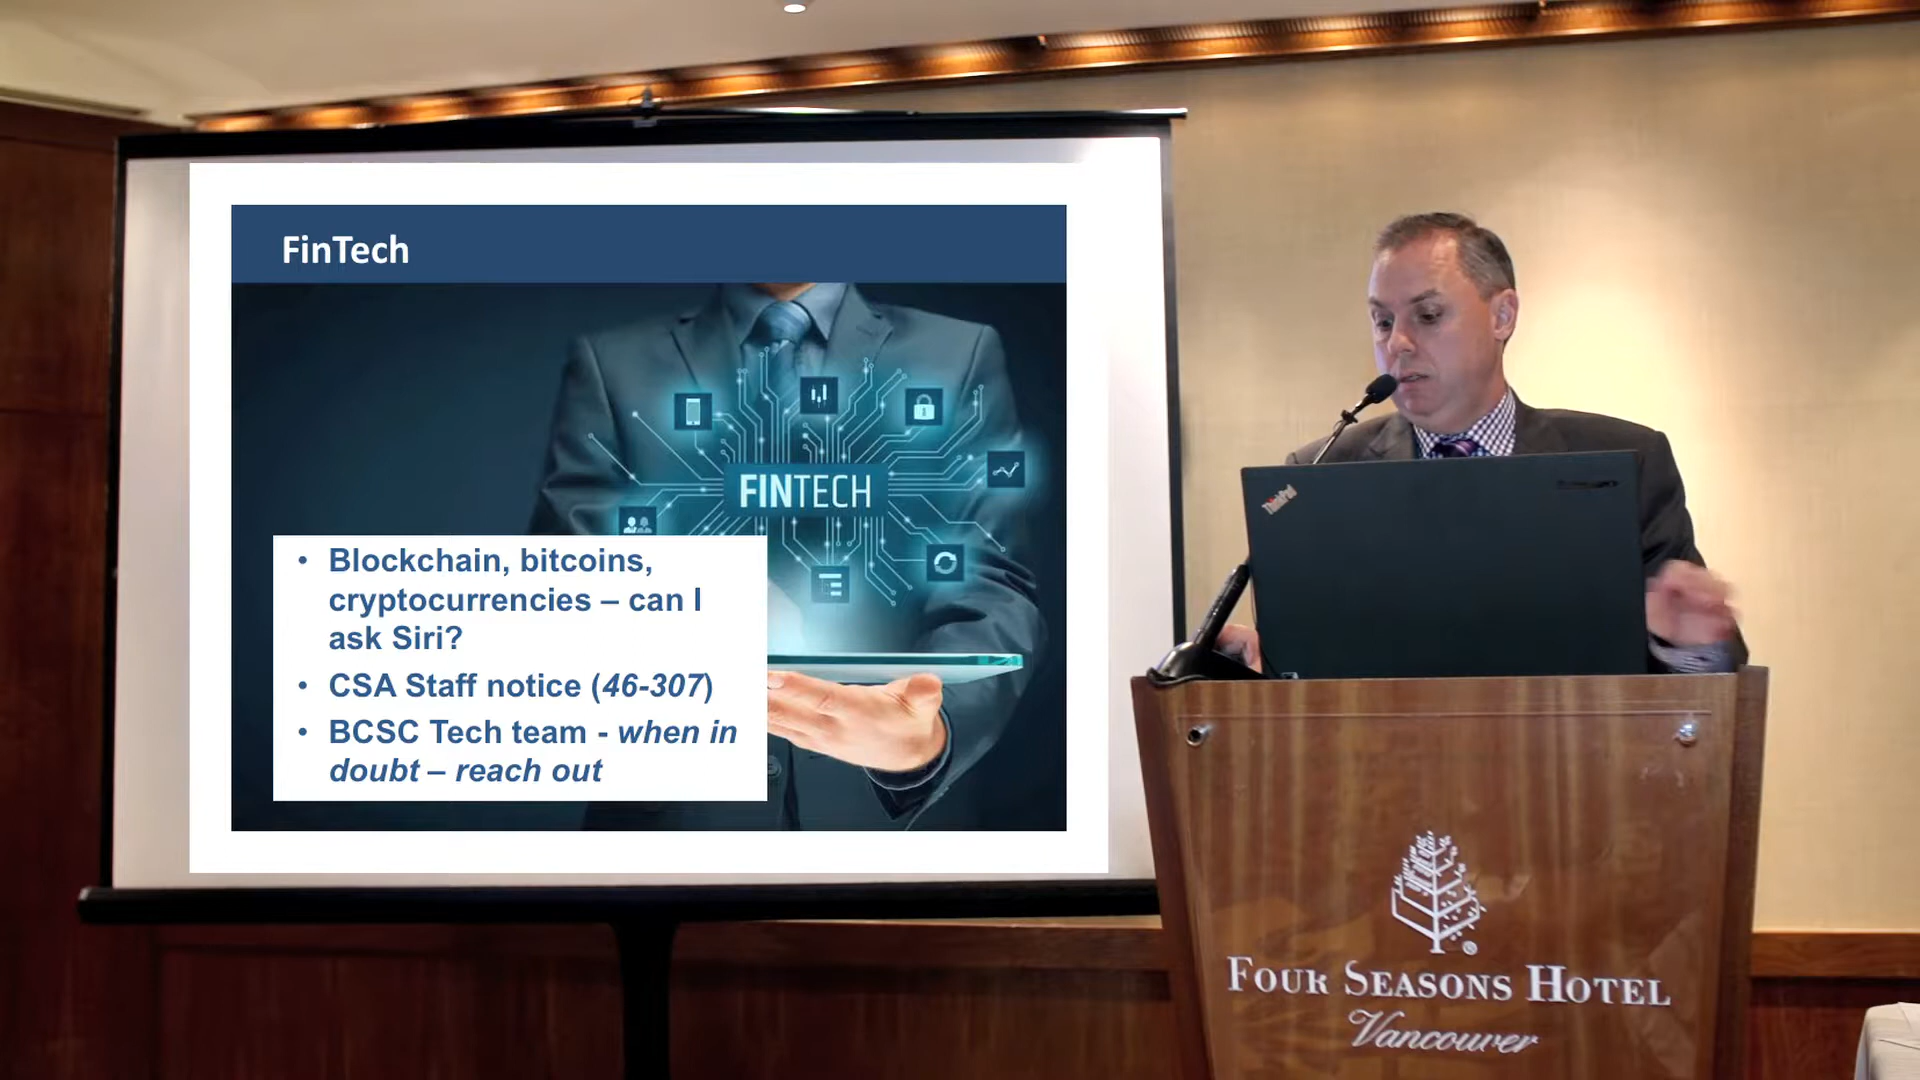 FinTech
FINTECH
• Blockchain, bitcoins,
cryptocurrencies – can I
ask Siri?
• CSA Staff notice (46-307)
• BCSC Tech team - when in
doubt – reach out
ThinkPad
FOUR SEASONS HOTEL
Vancouver